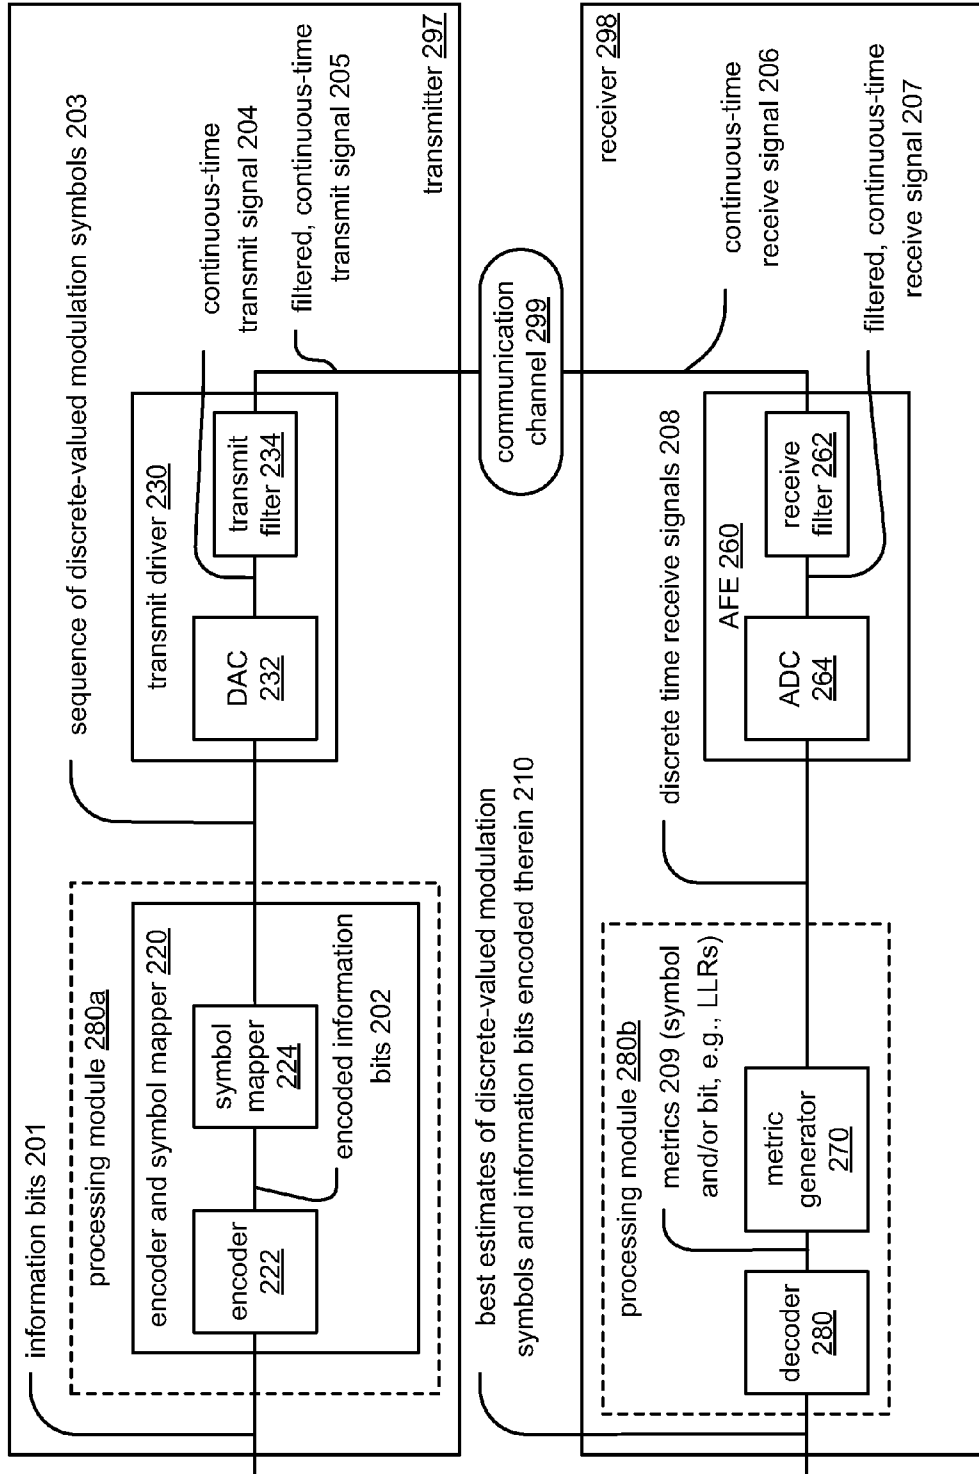 information bits 201
processing module 280a
encoder and symbol mapper 220
encoder
222
symbol
mapper
224
encoded information
bits 202
sequence of discrete-valued modulation symbols 203
transmit driver 230
DAC
232
transmit
filter 234
continuous-time
transmit signal 204
filtered, continuous-time
transmit signal 205
transmitter 297
communication
channel 299
best estimates of discrete-valued modulation
symbols and information bits encoded therein 210
processing module 280b
metrics 209 (symbol
and/or bit, e.g., LLRs)
decoder
280
metric
generator
270
discrete time receive signals 208
AFE 260
ADC
264
receive
filter 262
receiver 298
continuous-time
receive signal 206
filtered, continuous-time
receive signal 207